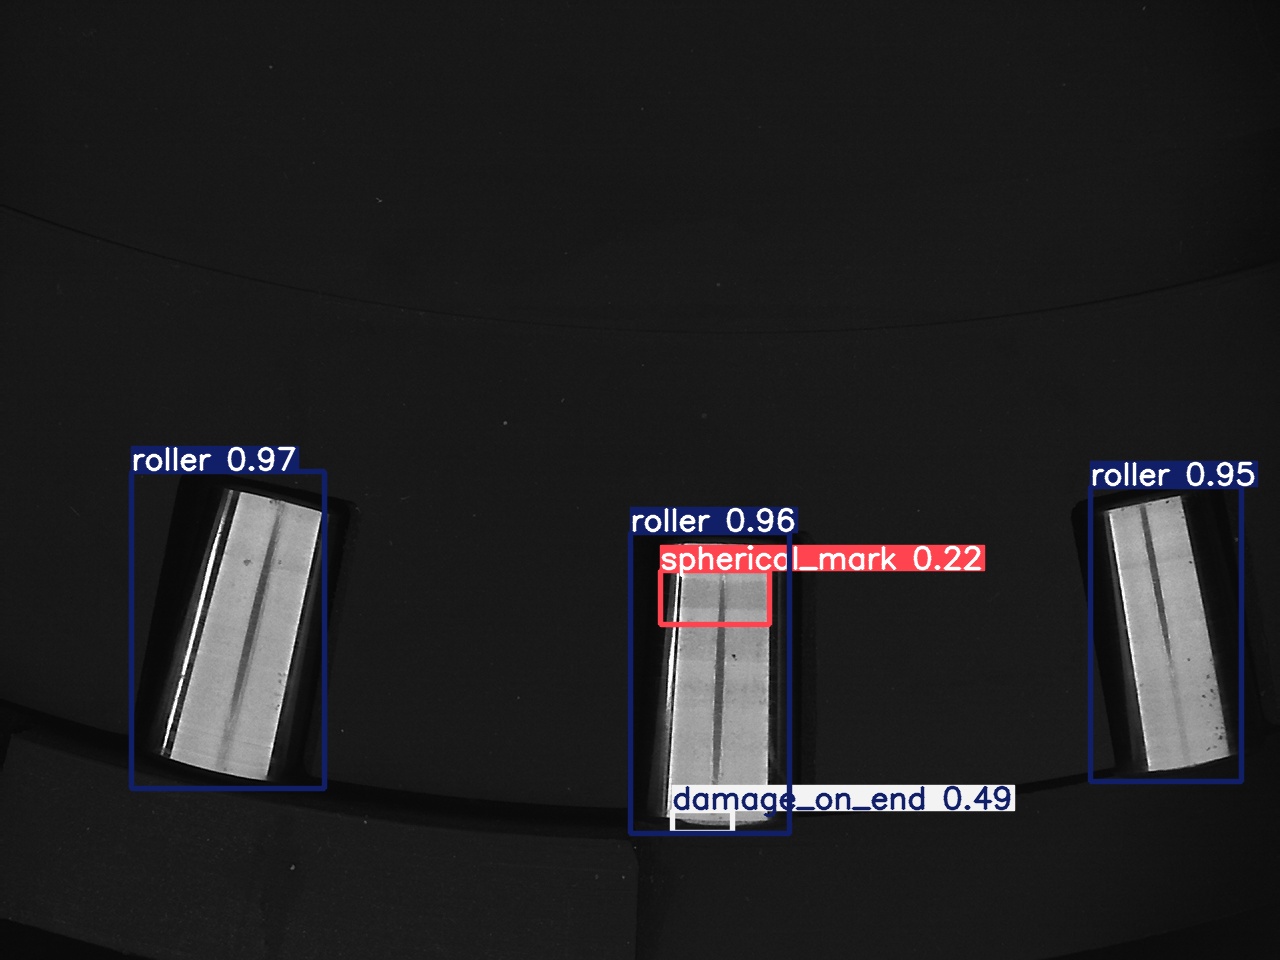 roller 0.97
roller 0.95
roller 0.96
spherical_mark 0.22
damage_on_end 0.49